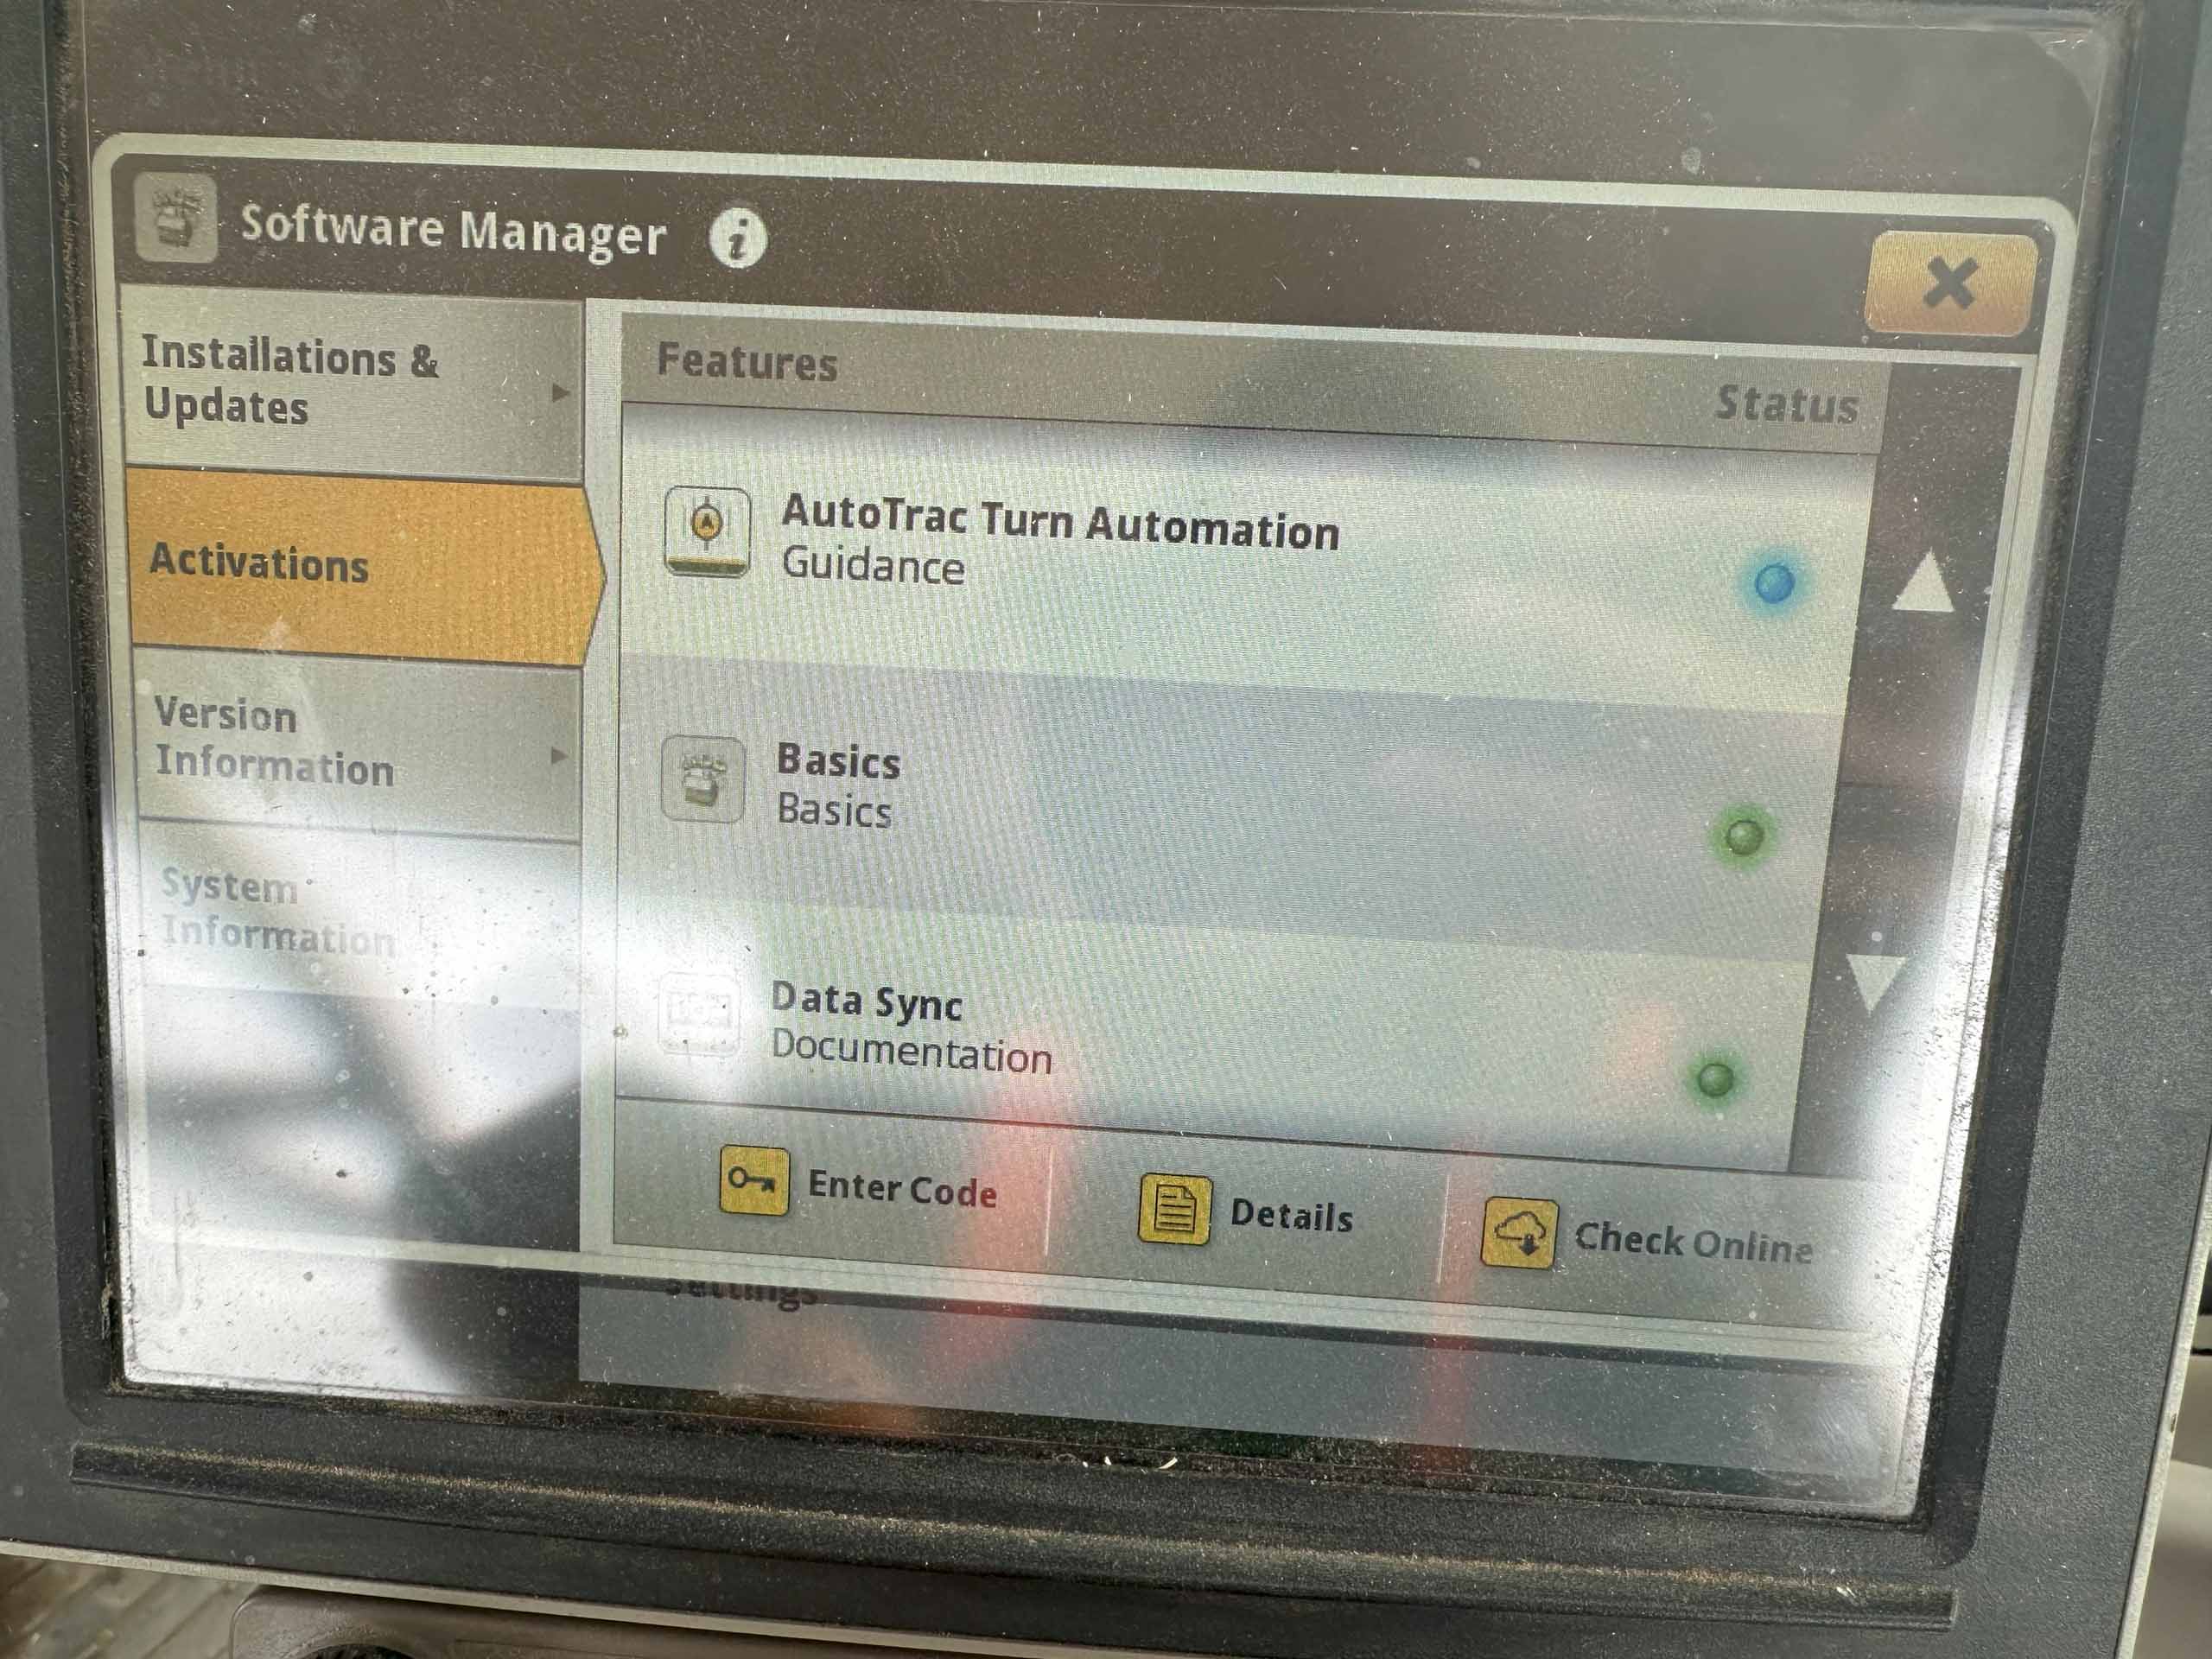 Software Manager
Installations &
Updates
Activations
Version
Information
System
Information
Features
Status
AutoTrac Turn Automation
Guidance
Basics
Basics
Data Sync
Documentation
Enter Code
Details
Check Online
Settings